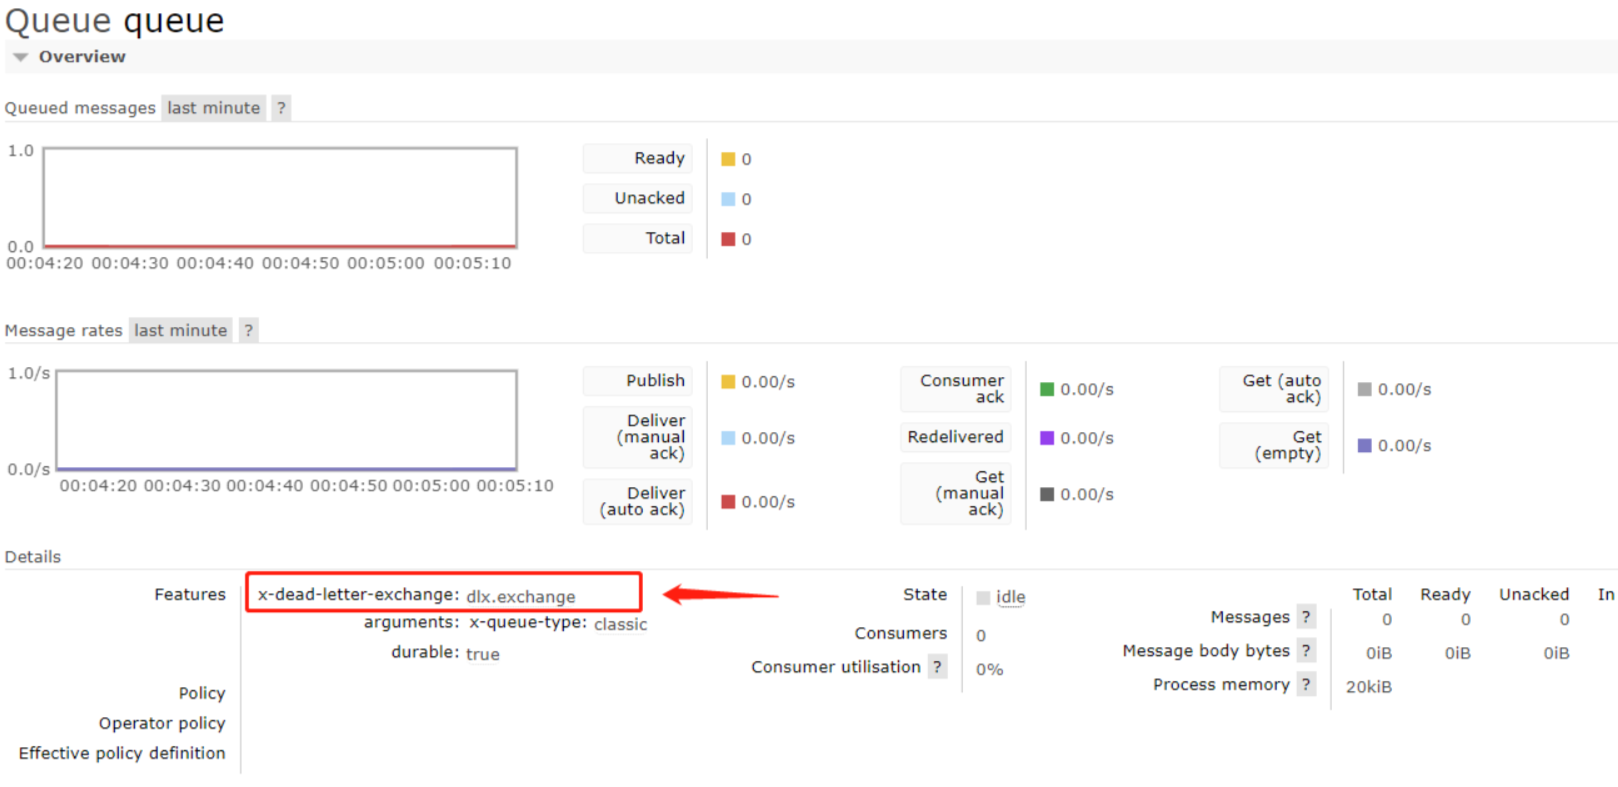 Queue queue
Overview
Queued messages last minute ?
1.0
0.0
00:04:20 00:04:30 00:04:40 00:04:50 00:05:00 00:05:10
Ready 0
Unacked 0
Total 0
Message rates last minute ?
1.0/s
0.0/s
00:04:20 00:04:30 00:04:40 00:04:50 00:05:00 00:05:10
Publish 0.00/s
Deliver
(manual 0.00/s
ack)
Deliver
(auto ack) 0.00/s
Consumer
ack 0.00/s
Redelivered 0.00/s
Get
(manual 0.00/s
ack)
Get (auto
ack) 0.00/s
Get
(empty) 0.00/s
Details
Features x-dead-letter-exchange: dlx.exchange
arguments: x-queue-type: classic
durable: true
Policy
Operator policy
Effective policy definition
State idle
Consumers 0
Consumer utilisation ? 0%
Total Ready Unacked In
Messages ? 0 0 0
Message body bytes ? 0iB 0iB 0iB
Process memory ? 20kiB